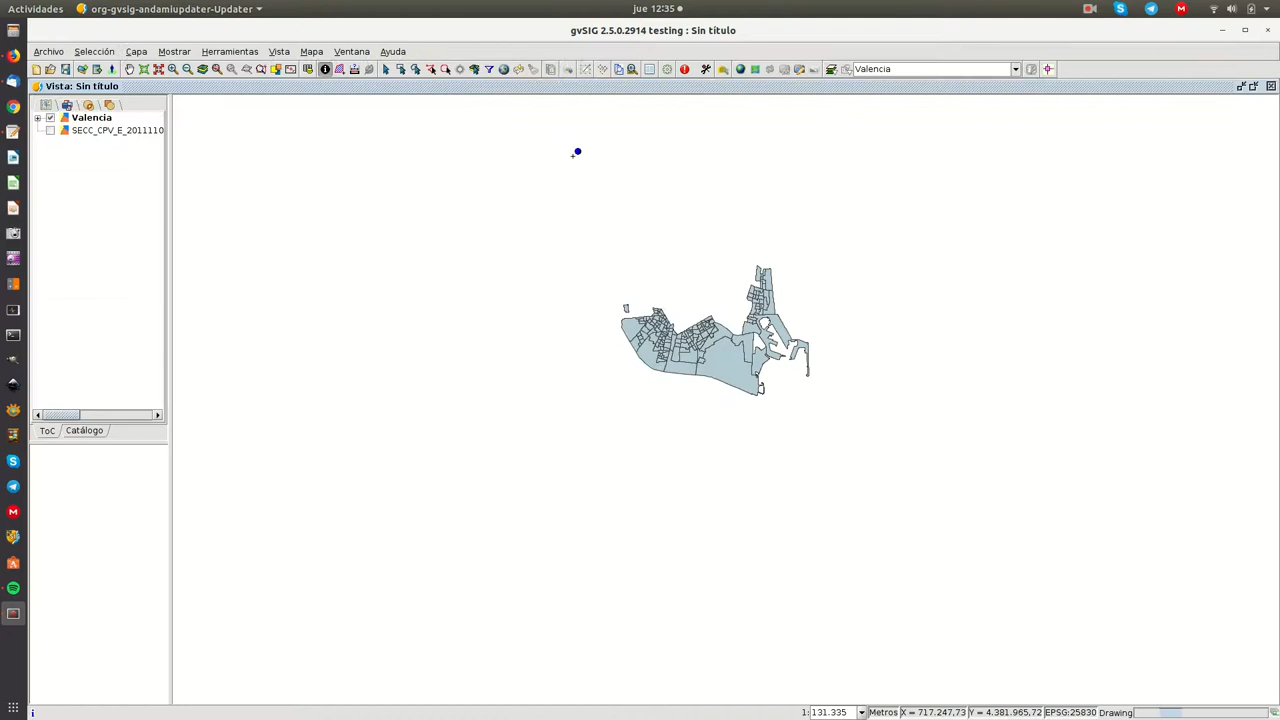 Actividades org-gvsig-andamiupdater-Updater jue 12:35
gvSIG 2.5.0.2914 testing : Sin título
Archivo Selección Capa Mostrar Herramientas Vista Mapa Ventana Ayuda
Valencia
Vista: Sin título
Valencia
SECC_CPV_E_2011110
ToC Catálogo
1: 131.335 Metros X = 717.247,73 Y = 4.381.965,72 EPSG:25830 Drawing